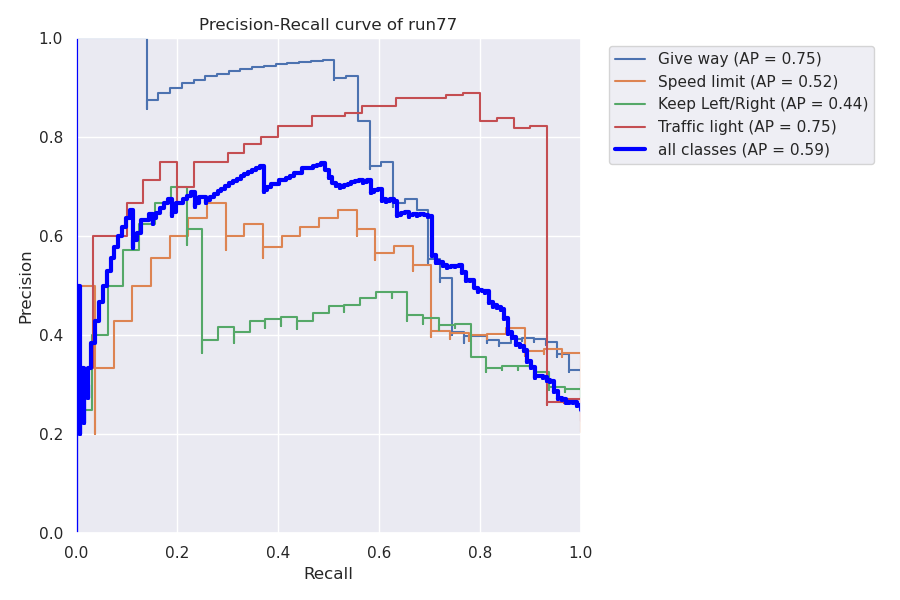 Precision-Recall curve of run77
1.0
0.8
0.6
0.4
0.2
0.0
Precision
0.0 0.2 0.4 0.6 0.8 1.0
Recall
Give way (AP = 0.75)
Speed limit (AP = 0.52)
Keep Left/Right (AP = 0.44)
Traffic light (AP = 0.75)
all classes (AP = 0.59)